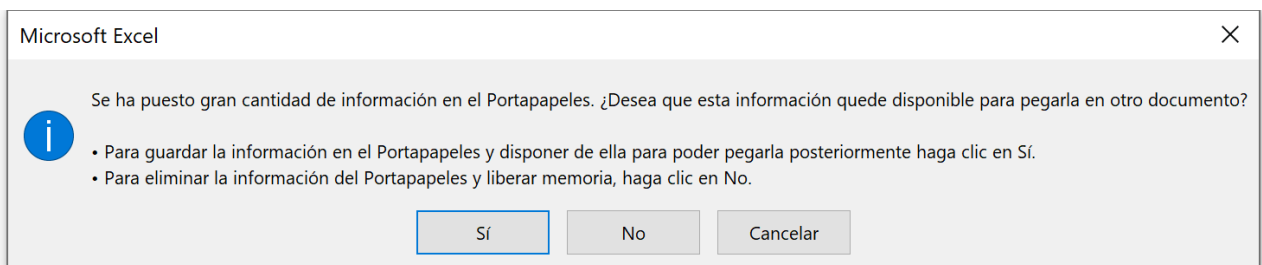 Microsoft Excel
Se ha puesto gran cantidad de información en el Portapapeles. ¿Desea que esta información quede disponible para pegarla en otro documento?
• Para guardar la información en el Portapapeles y disponer de ella para poder pegarla posteriormente haga clic en Sí.
• Para eliminar la información del Portapapeles y liberar memoria, haga clic en No.
Sí No Cancelar